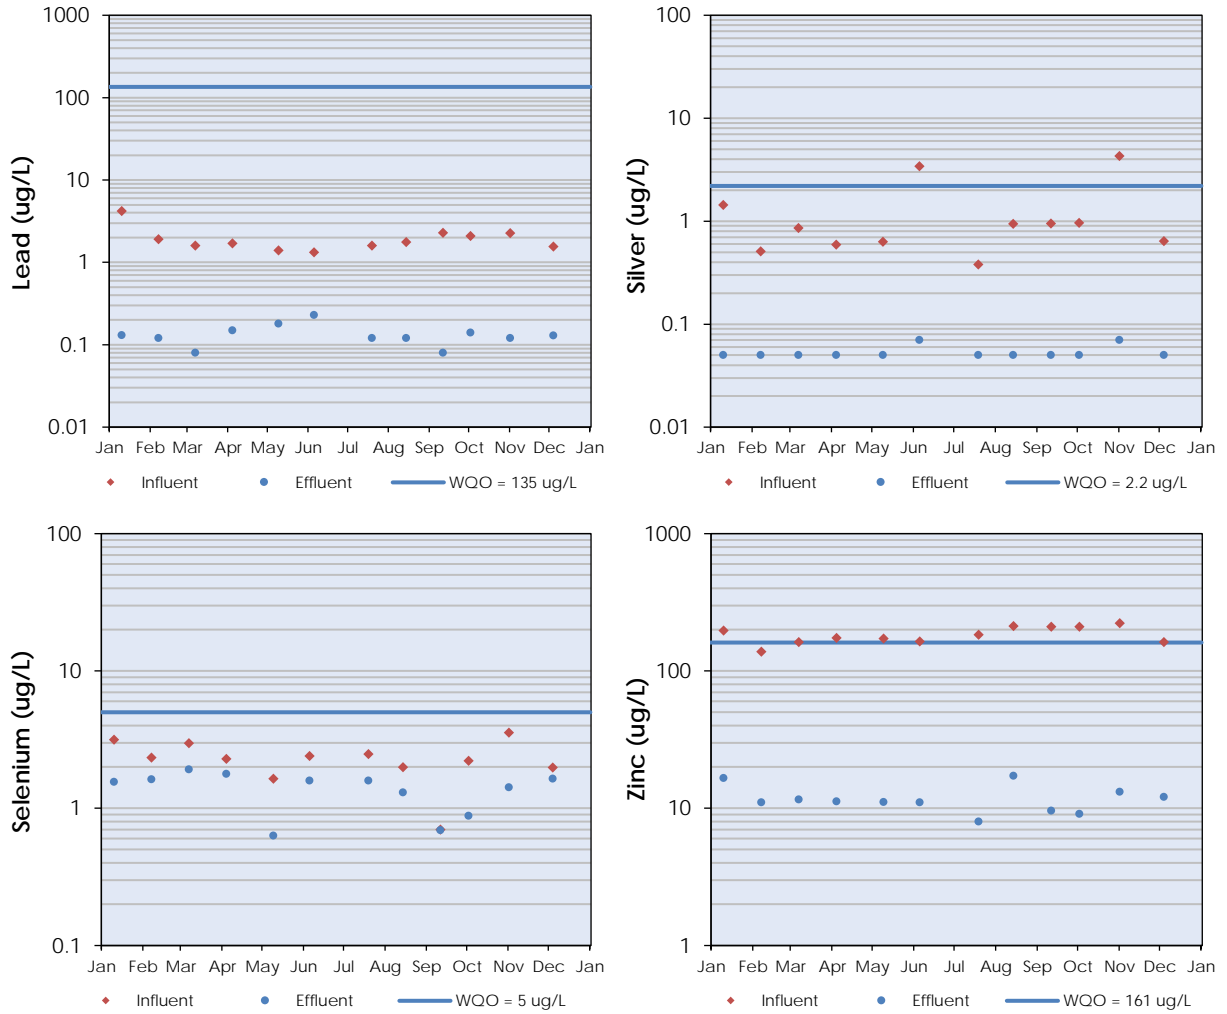 1000
100
10
1
0.1
0.01
Lead (ug/L)
Jan Feb Mar Apr May Jun Jul Aug Sep Oct Nov Dec Jan
Influent Effluent WQO = 135 ug/L
100
10
1
0.1
0.01
Silver (ug/L)
Jan Feb Mar Apr May Jun Jul Aug Sep Oct Nov Dec Jan
Influent Effluent WQO = 2.2 ug/L
100
10
1
0.1
Selenium (ug/L)
Jan Feb Mar Apr May Jun Jul Aug Sep Oct Nov Dec Jan
Influent Effluent WQO = 5 ug/L
1000
100
10
1
Zinc (ug/L)
Jan Feb Mar Apr May Jun Jul Aug Sep Oct Nov Dec Jan
Influent Effluent WQO = 161 ug/L